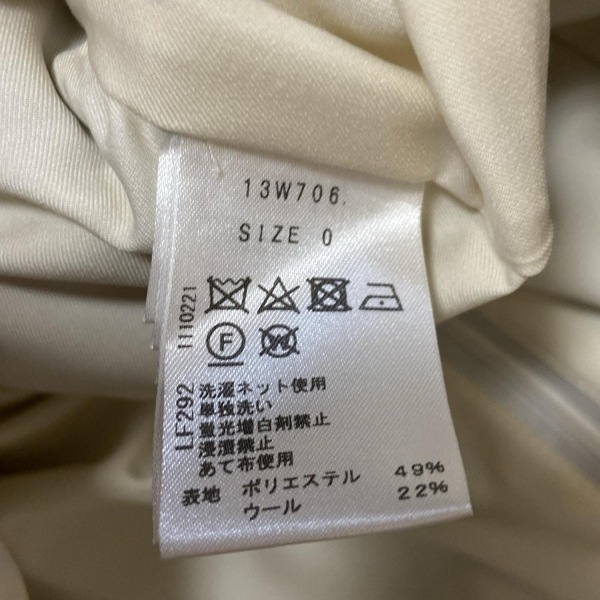 13W706.
SIZE 0
1110221
F
W
LF292
洗濯ネット使用
単独洗い
蛍光増白剤禁止
浸漬禁止
あて布使用
表地 ポリエステル 49%
ウール 22%